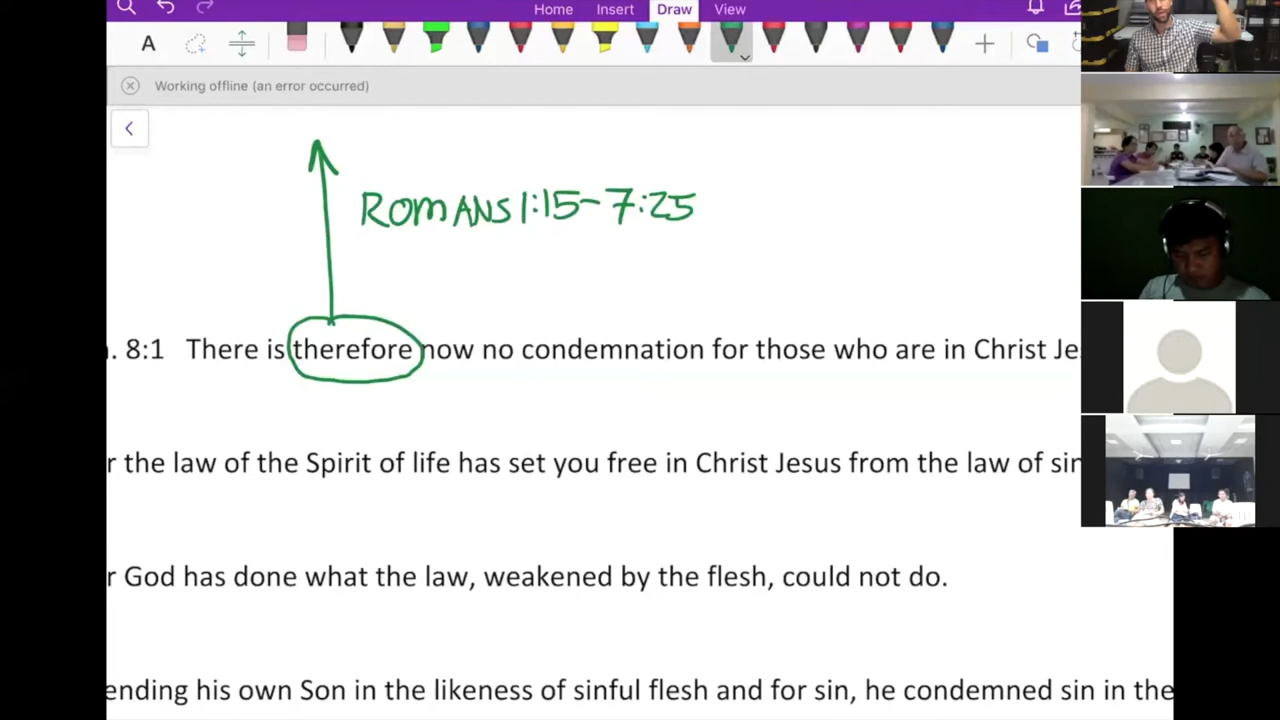 Home Insert Draw View
A
Working offline (an error occurred)
ROMANS 1:15-7:25
. 8:1 There is therefore now no condemnation for those who are in Christ
r the law of the Spirit of life has set you free in Christ Jesus from the law of
r God has done what the law, weakened by the flesh, could not do.
ending his own Son in the likeness of sinful flesh and for sin, he condemned sin in the